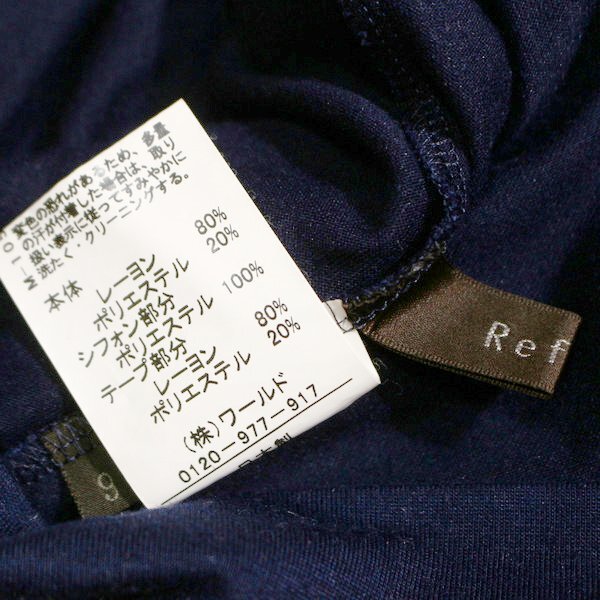 変色の恐れがあるため、多量
の汗が付着した場合は、取り
扱い表示に従ってすみやかに
洗たく・クリーニングする。
本体
レーヨン 80%
ポリエステル 20%
シフォン部分
ポリエステル 100%
テープ部分
レーヨン 80%
ポリエステル 20%
(株)ワールド
0120-977-917
Ref
9